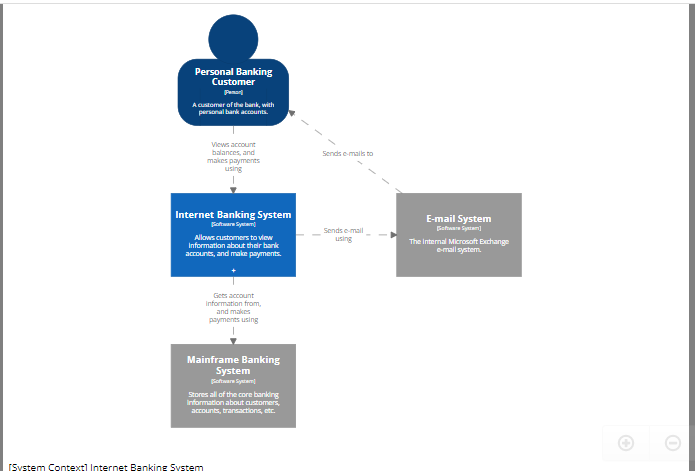 Personal Banking
Customer
[Person]
A customer of the bank, with
personal bank accounts.
Views account
balances, and
makes payments
using
Sends e-mails to
Internet Banking System
[Software System]
Allows customers to view
information about their bank
accounts, and make payments.
+
Sends e-mail
using
E-mail System
[Software System]
The internal Microsoft Exchange
e-mail system.
Gets account
information from,
and makes
payments using
Mainframe Banking
System
[Software System]
Stores all of the core banking
information about customers,
accounts, transactions, etc.
[System Context] Internet Banking System